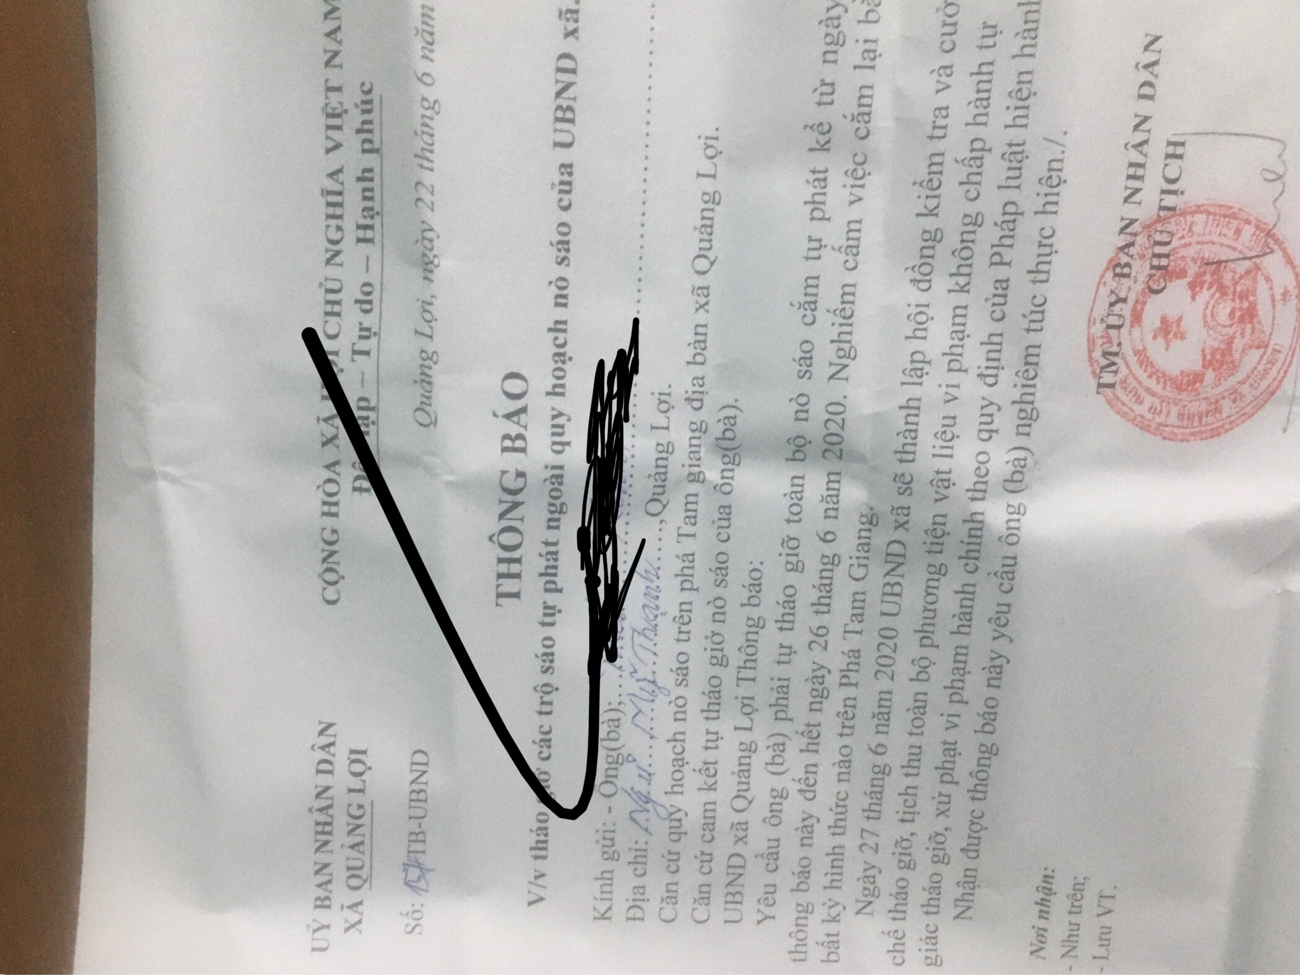 UỶ BAN NHÂN DÂN
XÃ QUẢNG LỢI
Số: 157/TB-UBND
CỘNG HÒA XÃ HỘI CHỦ NGHĨA VIỆT NAM
lập – Tự do – Hạnh phúc
Quảng Lợi, ngày 22 tháng 6 năm
THÔNG BÁO
V/v tháo các trộ sáo tự phát ngoài quy hoạch nò sáo của UBND xã.
Kính gửi: - Ông(bà);
Địa chỉ: Ngư Mỹ Thạnh, Quảng Lợi.
Căn cứ quy hoạch nò sáo trên phá Tam giang địa bàn xã Quảng Lợi.
Căn cứ cam kết tự tháo giở nò sáo của ông(bà).
UBND xã Quảng Lợi Thông báo:
Yêu cầu ông (bà) phải tự tháo giỡ toàn bộ nò sáo cắm tự phát kể từ ngày
thông báo này đến hết ngày 26 tháng 6 năm 2020. Nghiếm cấm việc cắm lại
bất kỳ hình thức nào trên Phá Tam Giang.
Ngày 27 tháng 6 năm 2020 UBND xã sẽ thành lập hội đồng kiểm tra và
chế tháo giỡ, tịch thu toàn bộ phương tiện vật liệu vi phạm không chấp hành tự
giác tháo giỡ, xử phạt vi phạm hành chính theo quy định của Pháp luật hiện hành
Nhận được thông báo này yêu cầu ông (bà) nghiêm túc thực hiện./.
Nơi nhận:
- Như trên;
- Lưu VT.
TM. ỦY BAN NHÂN DÂN
CHỦ TỊCH